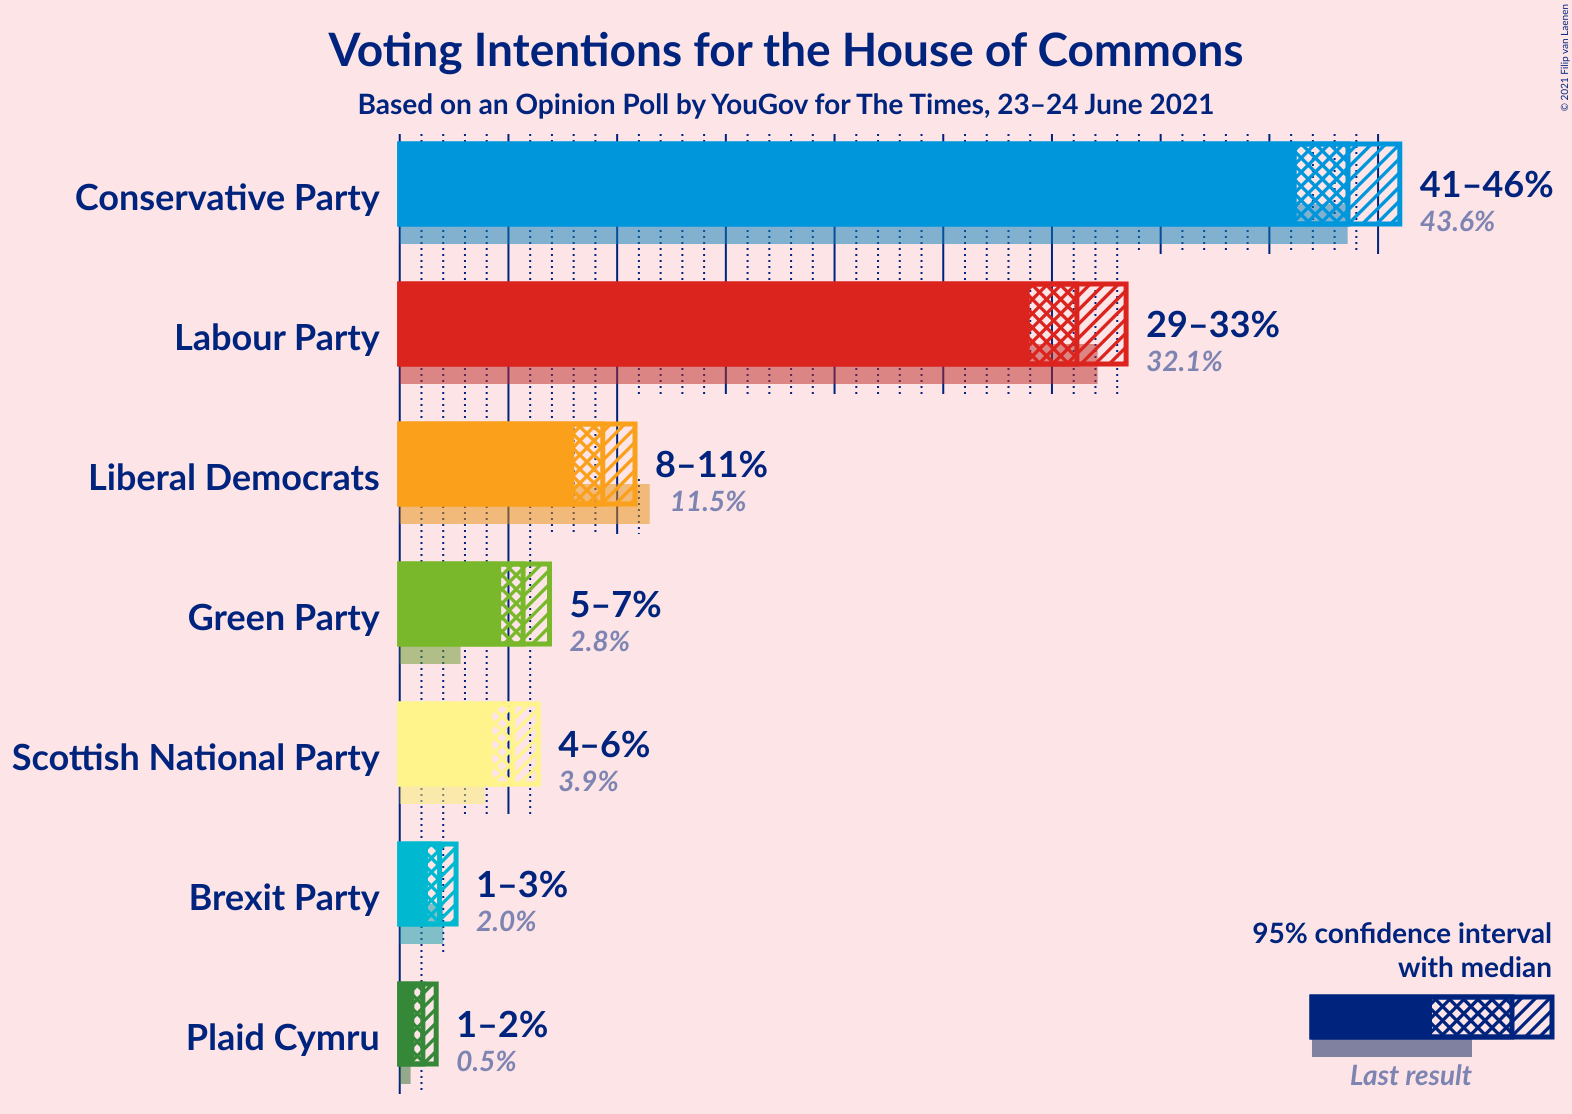 Voting Intentions for the House of Commons
Based on an Opinion Poll by YouGov for The Times, 23–24 June 2021
© 2021 Filip van Laenen
Conservative Party
41–46%
43.6%
Labour Party
29–33%
32.1%
Liberal Democrats
8–11%
11.5%
Green Party
5–7%
2.8%
Scottish National Party
4–6%
3.9%
Brexit Party
1–3%
2.0%
Plaid Cymru
1–2%
0.5%
95% confidence interval
with median
Last result